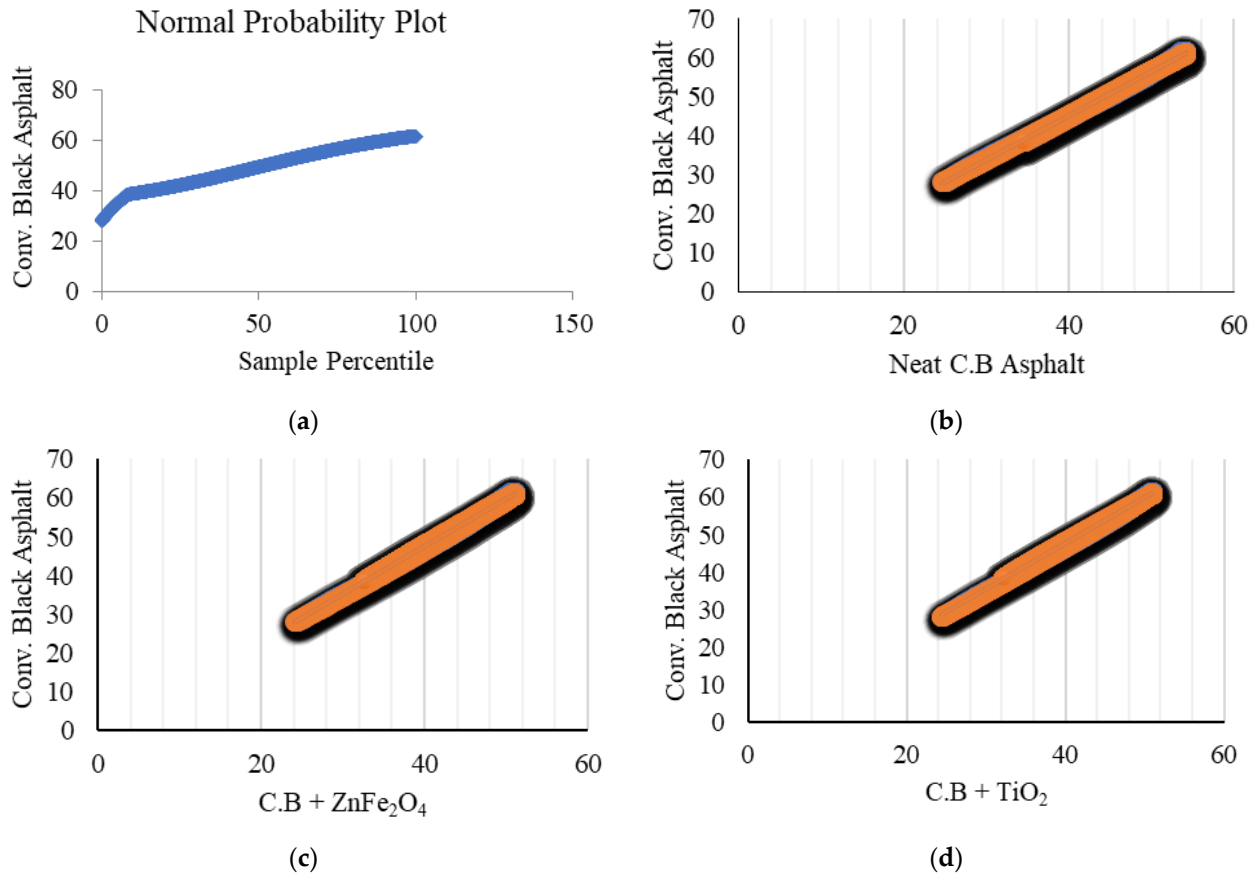 Normal Probability Plot
Conv. Black Asphalt
80
60
40
20
0
0 50 100 150
Sample Percentile
(a)
Conv. Black Asphalt
70
60
50
40
30
20
10
0
0 20 40 60
Neat C.B Asphalt
(b)
Conv. Black Asphalt
70
60
50
40
30
20
10
0
0 20 40 60
C.B + ZnFe₂O₄
(c)
Conv. Black Asphalt
70
60
50
40
30
20
10
0
0 20 40 60
C.B + TiO₂
(d)